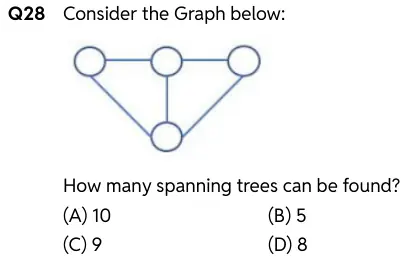 Q28 Consider the Graph below:
How many spanning trees can be found?
(A) 10 (B) 5
(C) 9 (D) 8